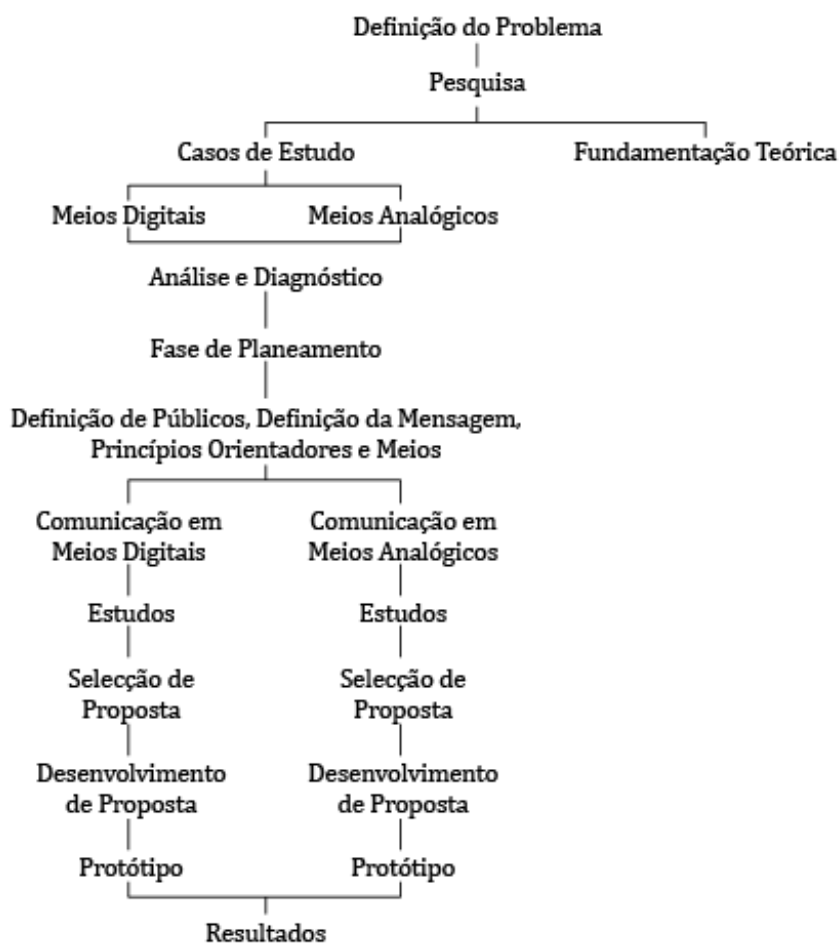 Definição do Problema
Pesquisa
Casos de Estudo
Fundamentação Teórica
Meios Digitais
Meios Analógicos
Análise e Diagnóstico
Fase de Planeamento
Definição de Públicos, Definição da Mensagem,
Princípios Orientadores e Meios
Comunicação em
Meios Digitais
Comunicação em
Meios Analógicos
Estudos
Estudos
Selecção de
Proposta
Selecção de
Proposta
Desenvolvimento
de Proposta
Desenvolvimento
de Proposta
Protótipo
Protótipo
Resultados